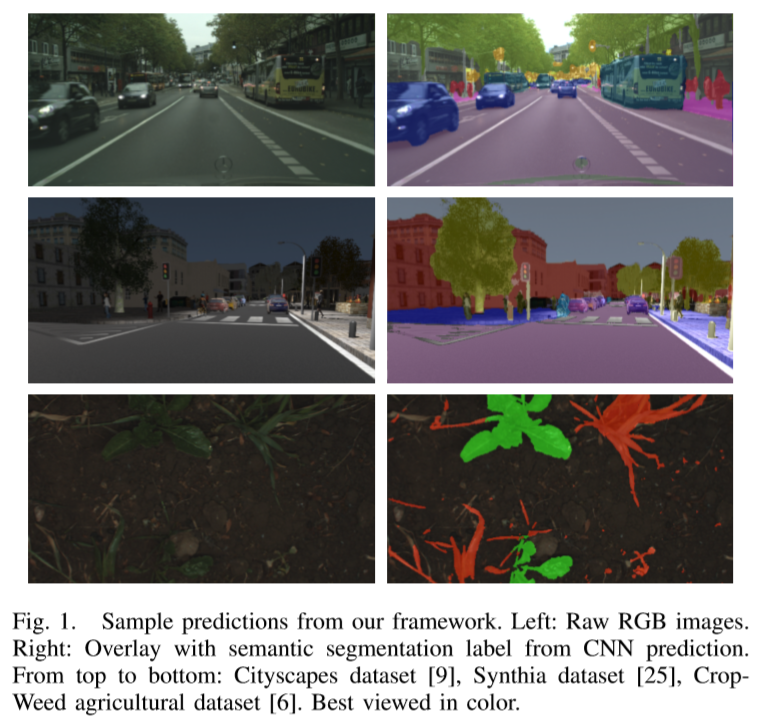 Fig. 1. Sample predictions from our framework. Left: Raw RGB images.
Right: Overlay with semantic segmentation label from CNN prediction.
From top to bottom: Cityscapes dataset [9], Synthia dataset [25], Crop-
Weed agricultural dataset [6]. Best viewed in color.